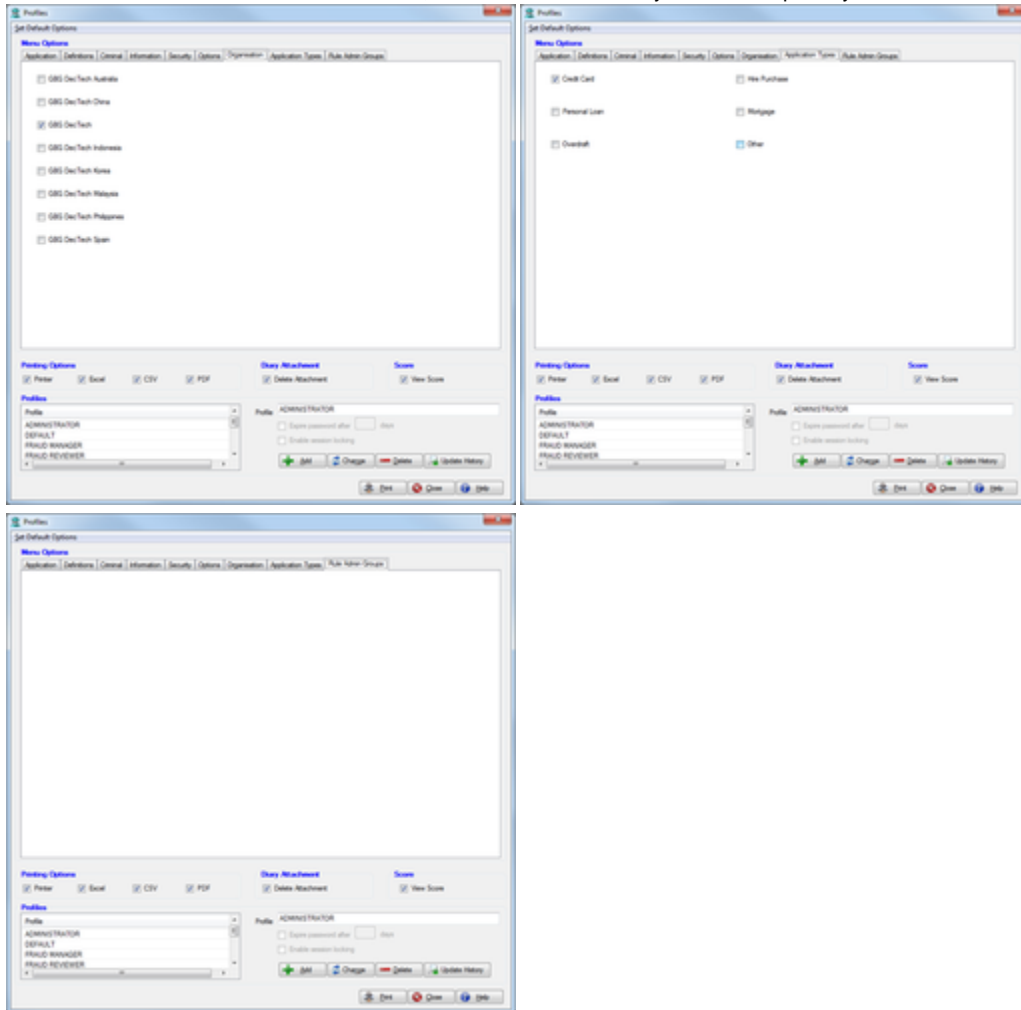 Profiles
Set Default Options
Menu Options
Application Definitions Criminal Information Security Options Organisation Application Types Rule Admin Groups
GBG DecTech Australia
GBG DecTech China
GBG DecTech
GBG DecTech Indonesia
GBG DecTech Korea
GBG DecTech Malaysia
GBG DecTech Philippines
GBG DecTech Spain
Printing Options Diary Attachment Score
Printer Excel CSV PDF Delete Attachment View Score
Profiles
Profile Profile ADMINISTRATOR
ADMINISTRATOR Expire password after days
DEFAULT Enable session locking
FRAUD MANAGER
FRAUD REVIEWER Add Change Delete Update History
Print Close Help
Profiles
Set Default Options
Menu Options
Application Definitions Criminal Information Security Options Organisation Application Types Rule Admin Groups
Credit Card Hire Purchase
Personal Loan Mortgage
Overdraft Other
Printing Options Diary Attachment Score
Printer Excel CSV PDF Delete Attachment View Score
Profiles
Profile Profile ADMINISTRATOR
ADMINISTRATOR Expire password after days
DEFAULT Enable session locking
FRAUD MANAGER
FRAUD REVIEWER Add Change Delete Update History
Print Close Help
Profiles
Set Default Options
Menu Options
Application Definitions Criminal Information Security Options Organisation Application Types Rule Admin Groups
Printing Options Diary Attachment Score
Printer Excel CSV PDF Delete Attachment View Score
Profiles
Profile Profile ADMINISTRATOR
ADMINISTRATOR Expire password after days
DEFAULT Enable session locking
FRAUD MANAGER
FRAUD REVIEWER Add Change Delete Update History
Print Close Help